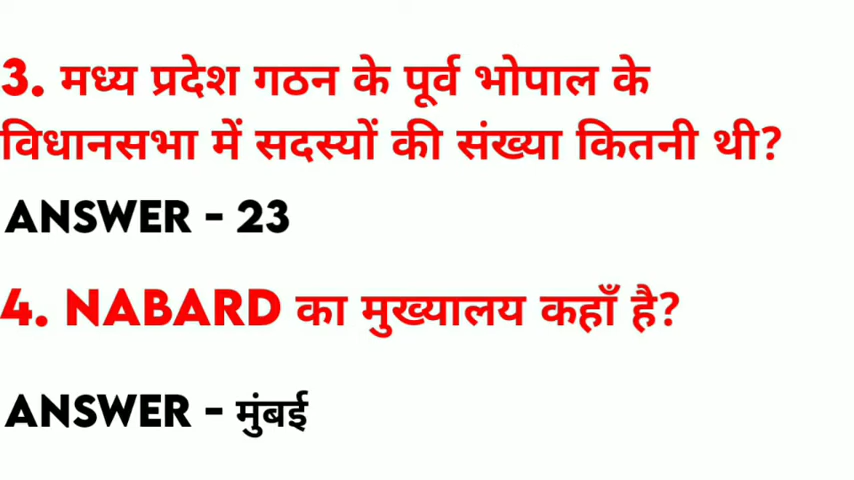 3. मध्य प्रदेश गठन के पूर्व भोपाल के
विधानसभा में सदस्यों की संख्या कितनी थी?
ANSWER - 23
4. NABARD का मुख्यालय कहाँ है?
ANSWER - मुंबई